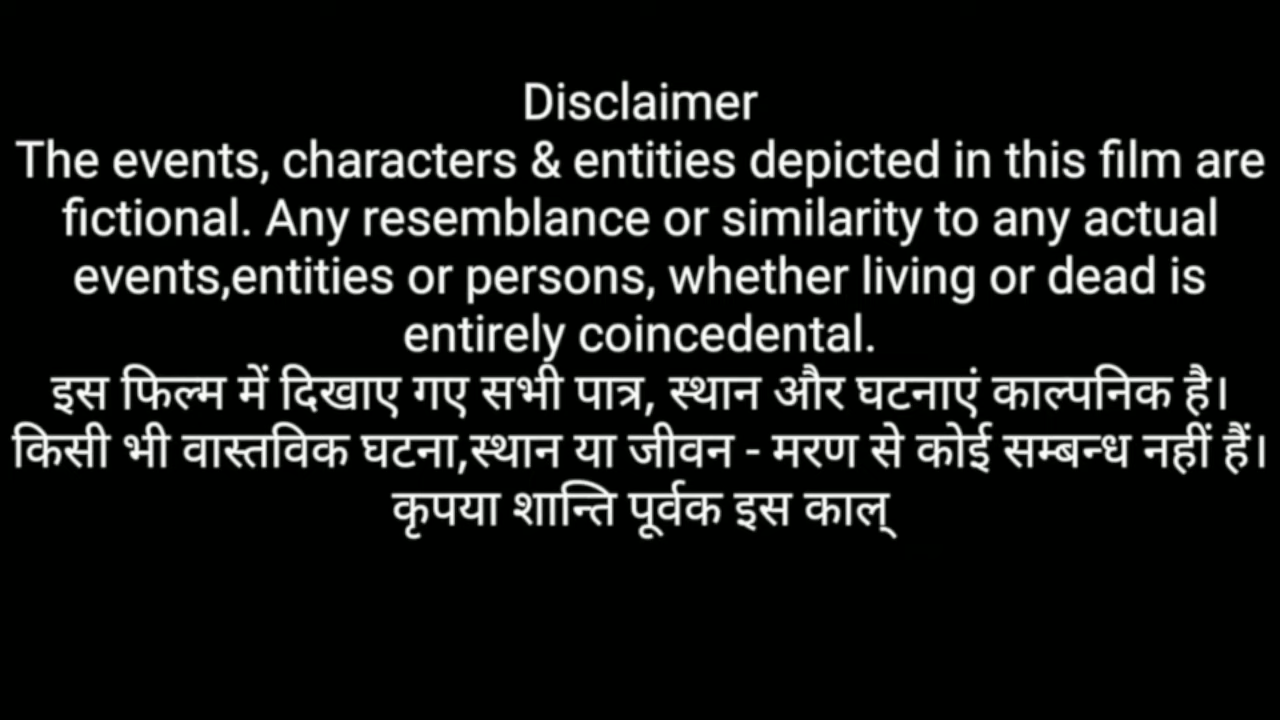 Disclaimer
The events, characters & entities depicted in this film are
fictional. Any resemblance or similarity to any actual
events,entities or persons, whether living or dead is
entirely coincedental.
इस फिल्म में दिखाए गए सभी पात्र, स्थान और घटनाएं काल्पनिक है।
किसी भी वास्तविक घटना,स्थान या जीवन - मरण से कोई सम्बन्ध नहीं हैं।
कृपया शान्ति पूर्वक इस काल्